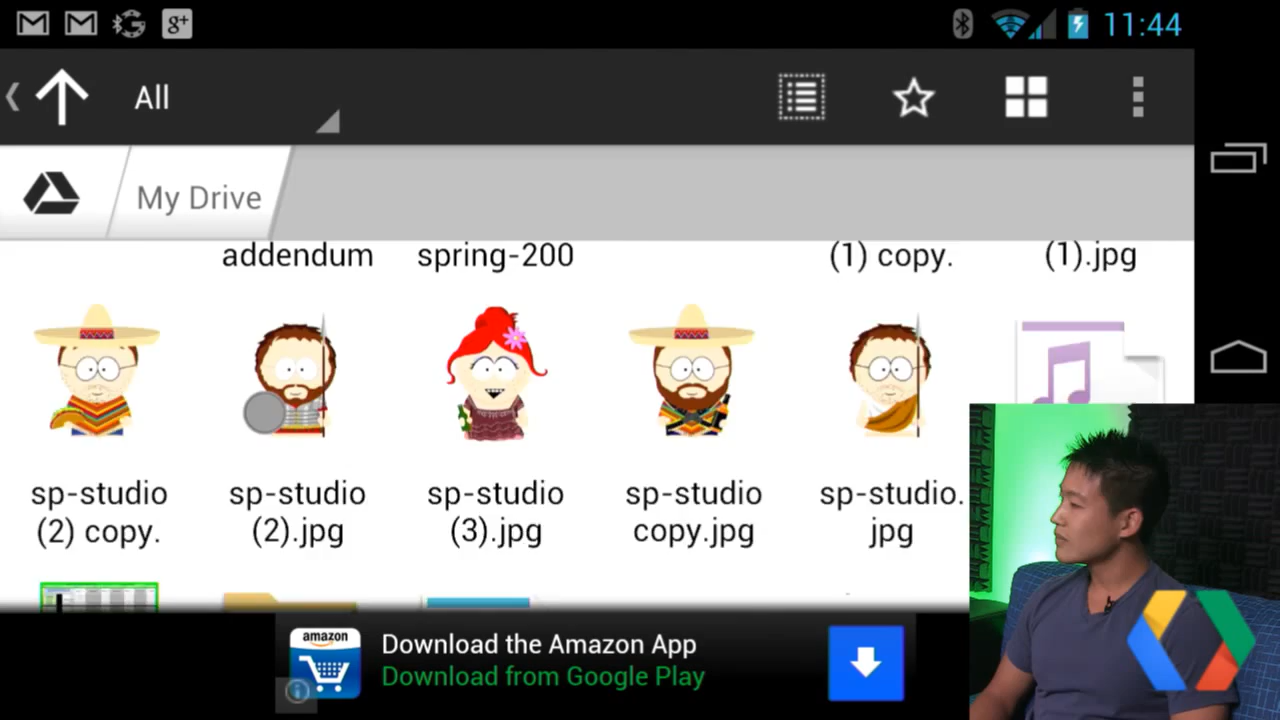 g+
11:44
All
My Drive
addendum
spring-200
(1) copy.
(1).jpg
sp-studio
(2) copy.
sp-studio
(2).jpg
sp-studio
(3).jpg
sp-studio
copy.jpg
sp-studio.
jpg
amazon
Download the Amazon App
Download from Google Play